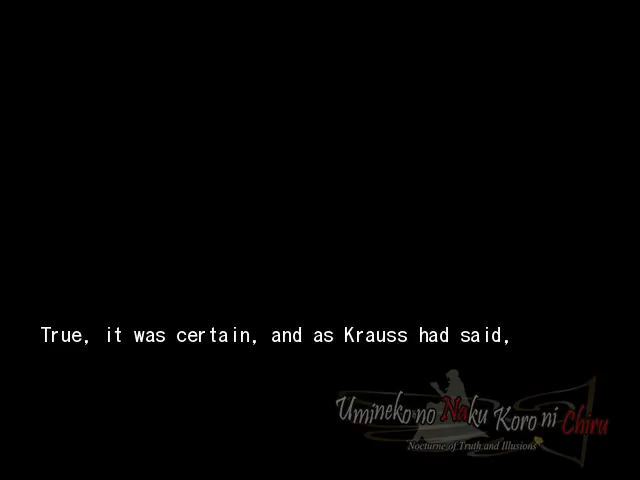 True, it was certain, and as Krauss had said,
Umineko no Naku Koro ni Chiru
Nocturne of Truth and Illusions